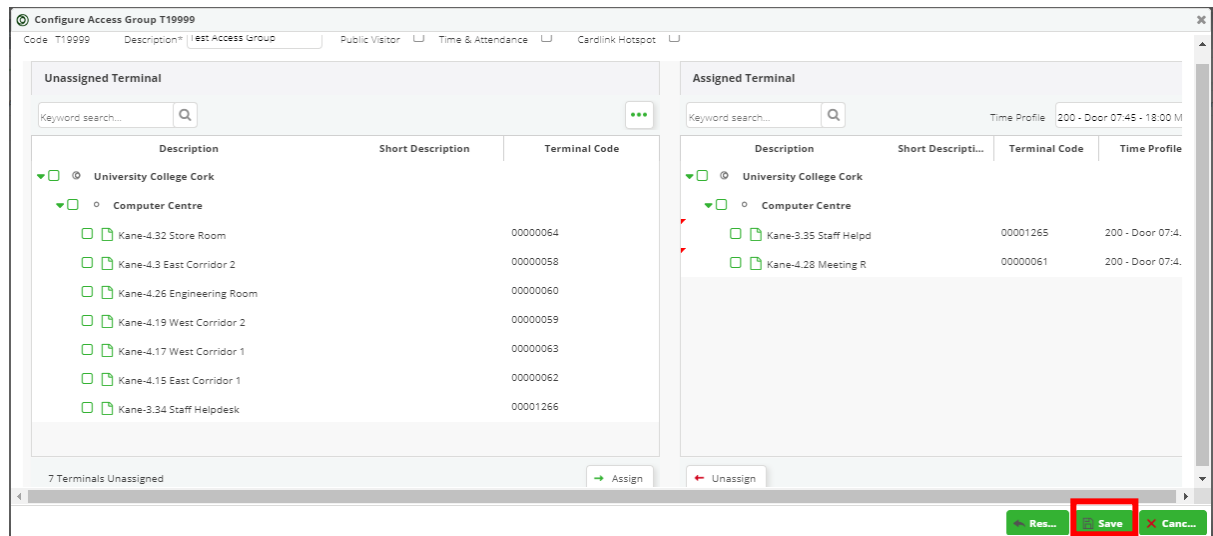 Configure Access Group T19999
Code T19999 Description* Test Access Group Public Visitor Time & Attendance Cardlink Hotspot
Unassigned Terminal
Keyword search...
Description Short Description Terminal Code
University College Cork
Computer Centre
Kane-4.32 Store Room 00000064
Kane-4.3 East Corridor 2 00000058
Kane-4.26 Engineering Room 00000060
Kane-4.19 West Corridor 2 00000059
Kane-4.17 West Corridor 1 00000063
Kane-4.15 East Corridor 1 00000062
Kane-3.34 Staff Helpdesk 00001266
7 Terminals Unassigned Assign
Assigned Terminal
Keyword search... Time Profile 200 - Door 07:45 - 18:00 M
Description Short Descripti... Terminal Code Time Profile
University College Cork
Computer Centre
Kane-3.35 Staff Helpd 00001265 200 - Door 07:4.
Kane-4.28 Meeting R 00000061 200 - Door 07:4.
Unassign
Res... Save Canc...